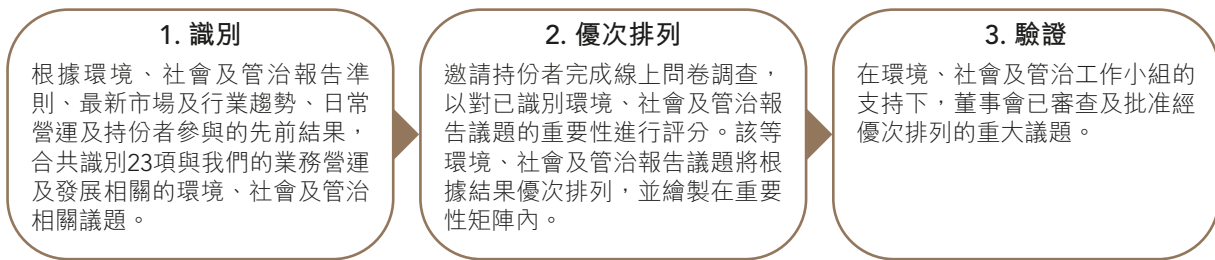 1. 識別
根據環境、社會及管治報告準
則、最新市場及行業趨勢、日常
營運及持份者參與的先前結果，
合共識別23項與我們的業務營運
及發展相關的環境、社會及管治
相關議題。
2. 優次排列
邀請持份者完成線上問卷調查，
以對已識別環境、社會及管治報
告議題的重要性進行評分。該等
環境、社會及管治報告議題將根
據結果優次排列，並繪製在重要
性矩陣內。
3. 驗證
在環境、社會及管治工作小組的
支持下，董事會已審查及批准經
優次排列的重大議題。